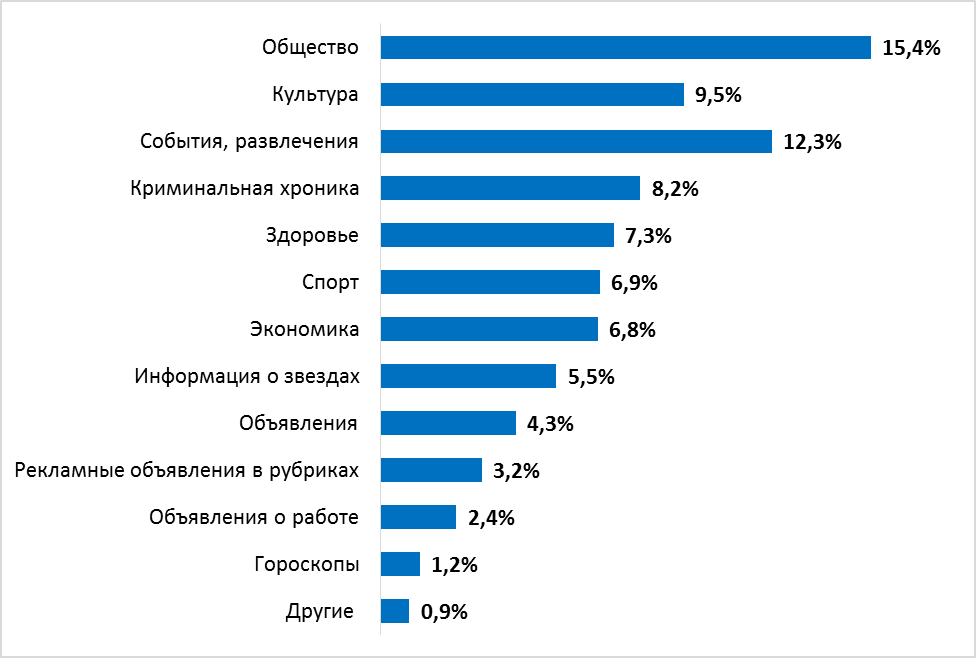 Общество 15,4%
Культура 9,5%
События, развлечения 12,3%
Криминальная хроника 8,2%
Здоровье 7,3%
Спорт 6,9%
Экономика 6,8%
Информация о звездах 5,5%
Объявления 4,3%
Рекламные объявления в рубриках 3,2%
Объявления о работе 2,4%
Гороскопы 1,2%
Другие 0,9%